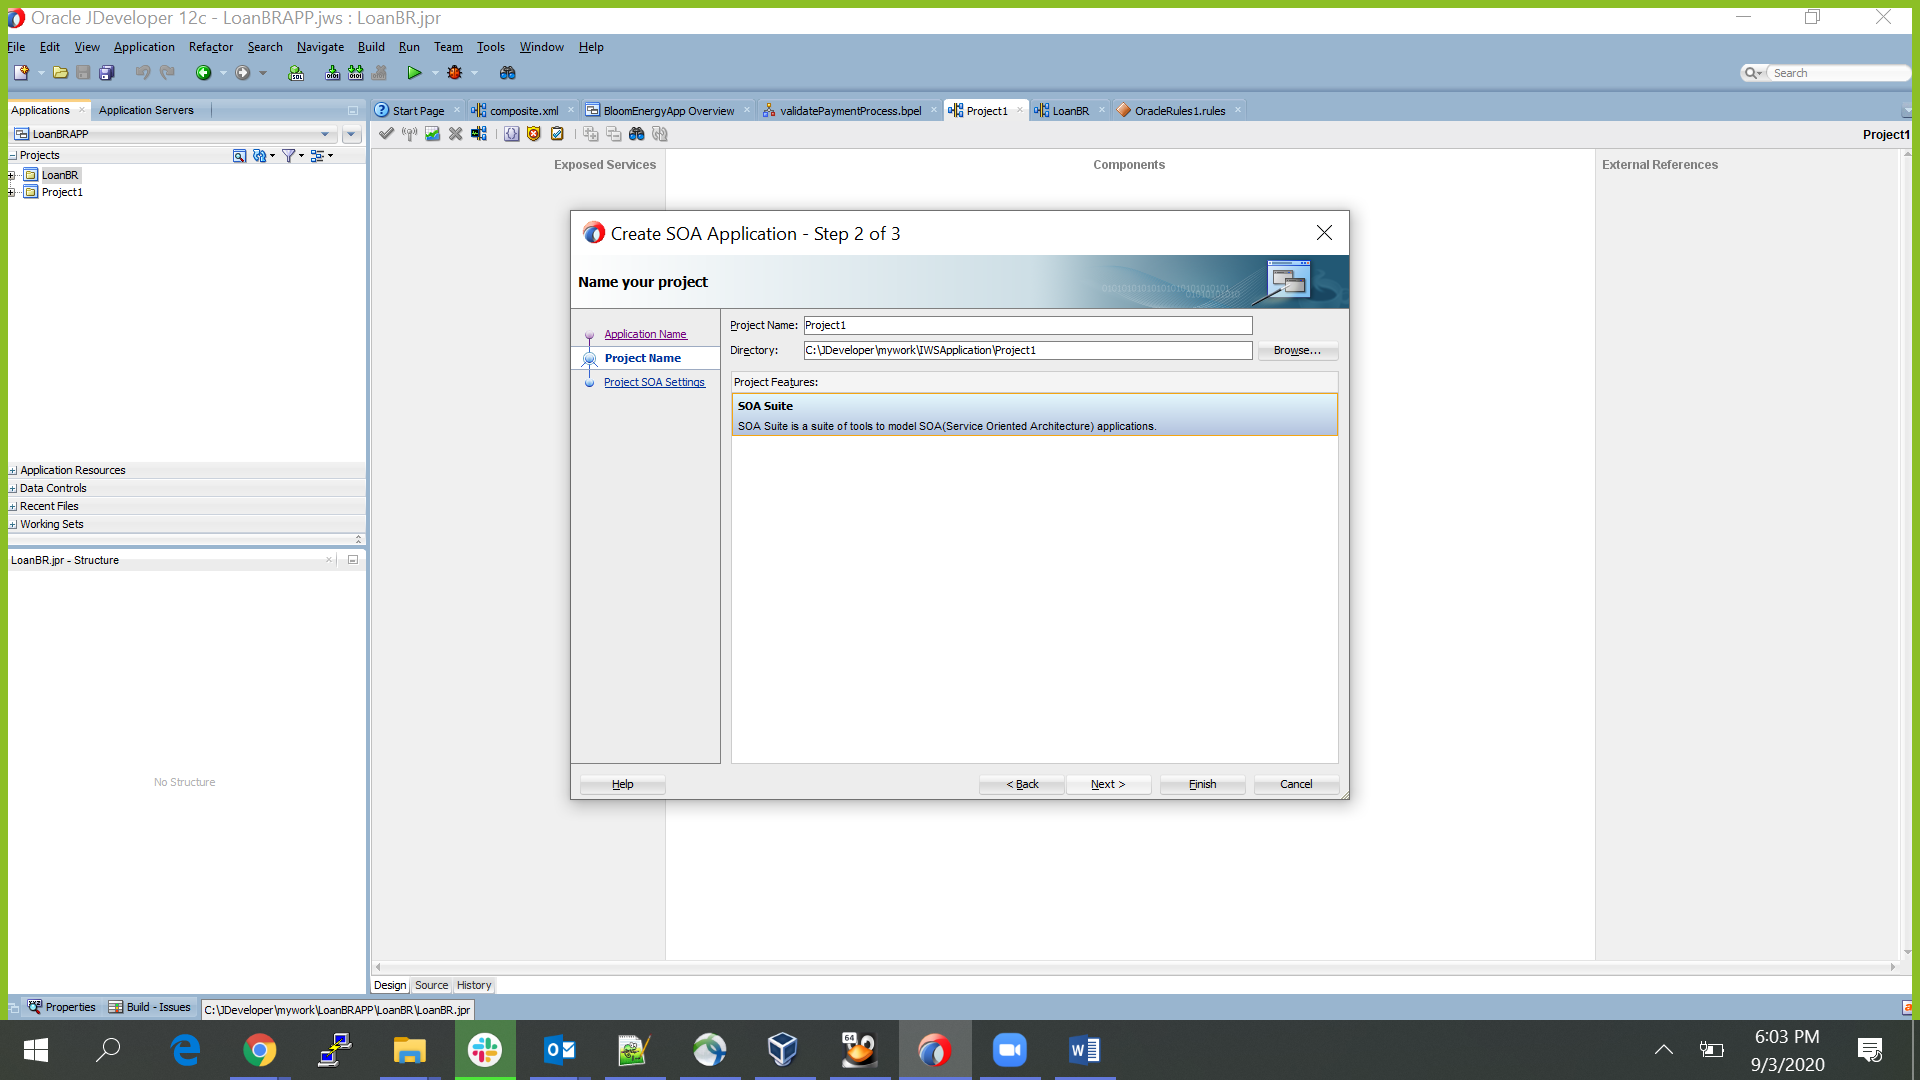 Oracle JDeveloper 12c - LoanBRAPP.jws : LoanBR.jpr
File Edit View Application Refactor Search Navigate Build Run Team Tools Window Help
Search
Applications Application Servers
Start Page composite.xml BloomEnergyApp Overview validatePaymentProcess.bpel Project1 LoanBR OracleRules1.rules
LoanBRAPP
Project1
Projects
LoanBR
Project1
Exposed Services Components External References
Create SOA Application - Step 2 of 3
Name your project
Application Name
Project Name
Project SOA Settings
Project Name: Project1
Directory: C:\JDeveloper\mywork\IWSApplication\Project1 Browse...
Project Features:
SOA Suite
SOA Suite is a suite of tools to model SOA(Service Oriented Architecture) applications.
Help < Back Next > Finish Cancel
Application Resources
Data Controls
Recent Files
Working Sets
LoanBR.jpr - Structure
No Structure
Design Source History
Properties Build - Issues C:\JDeveloper\mywork\LoanBRAPP\LoanBR\LoanBR.jpr
6:03 PM
9/3/2020